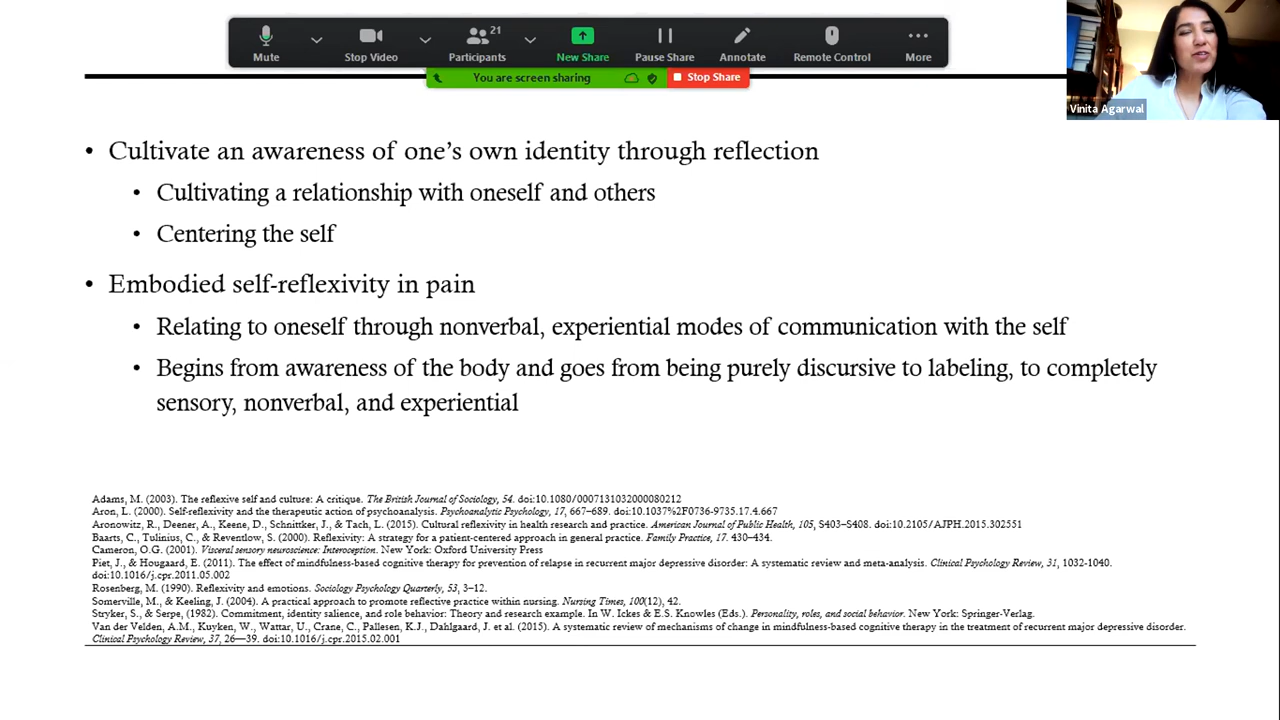 Mute
Stop Video
21
Participants
New Share
Pause Share
Annotate
Remote Control
More
You are screen sharing
Stop Share
Vinita Agarwal
• Cultivate an awareness of one's own identity through reflection
• Cultivating a relationship with oneself and others
• Centering the self
• Embodied self-reflexivity in pain
• Relating to oneself through nonverbal, experiential modes of communication with the self
• Begins from awareness of the body and goes from being purely discursive to labeling, to completely
sensory, nonverbal, and experiential
Adams, M. (2003). The reflexive self and culture: A critique. The British Journal of Sociology, 54. doi:10.1080/0007131032000080212
Aron, L. (2000). Self-reflexivity and the therapeutic action of psychoanalysis. Psychoanalytic Psychology, 17, 667–689. doi:10.1037%2F0736-9735.17.4.667
Aronowitz, R., Deener, A., Keene, D., Schnittker, J., & Tach, L. (2015). Cultural reflexivity in health research and practice. American Journal of Public Health, 105, S403–S408. doi:10.2105/AJPH.2015.302551
Baarts, C., Tulinius, C., & Reventlow, S. (2000). Reflexivity: A strategy for a patient-centered approach in general practice. Family Practice, 17. 430–434.
Cameron, O.G. (2001). Visceral sensory neuroscience: Interoception. New York: Oxford University Press
Piet, J., & Hougaard, E. (2011). The effect of mindfulness-based cognitive therapy for prevention of relapse in recurrent major depressive disorder: A systematic review and meta-analysis. Clinical Psychology Review, 31, 1032-1040.
doi:10.1016/j.cpr.2011.05.002
Rosenberg, M. (1990). Reflexivity and emotions. Sociology Psychology Quarterly, 53, 3–12.
Somerville, M., & Keeling, J. (2004). A practical approach to promote reflective practice within nursing. Nursing Times, 100(12), 42.
Stryker, S., & Serpe, (1982). Commitment, identity salience, and role behavior: Theory and research example. In W. Ickes & E.S. Knowles (Eds.). Personality, roles, and social behavior. New York: Springer-Verlag.
Van der Velden, A.M., Kuyken, W., Wattar, U., Crane, C., Pallesen, K.J., Dahlgaard, J. et al. (2015). A systematic review of mechanisms of change in mindfulness-based cognitive therapy in the treatment of recurrent major depressive disorder.
Clinical Psychology Review, 37, 26—39. doi:10.1016/j.cpr.2015.02.001